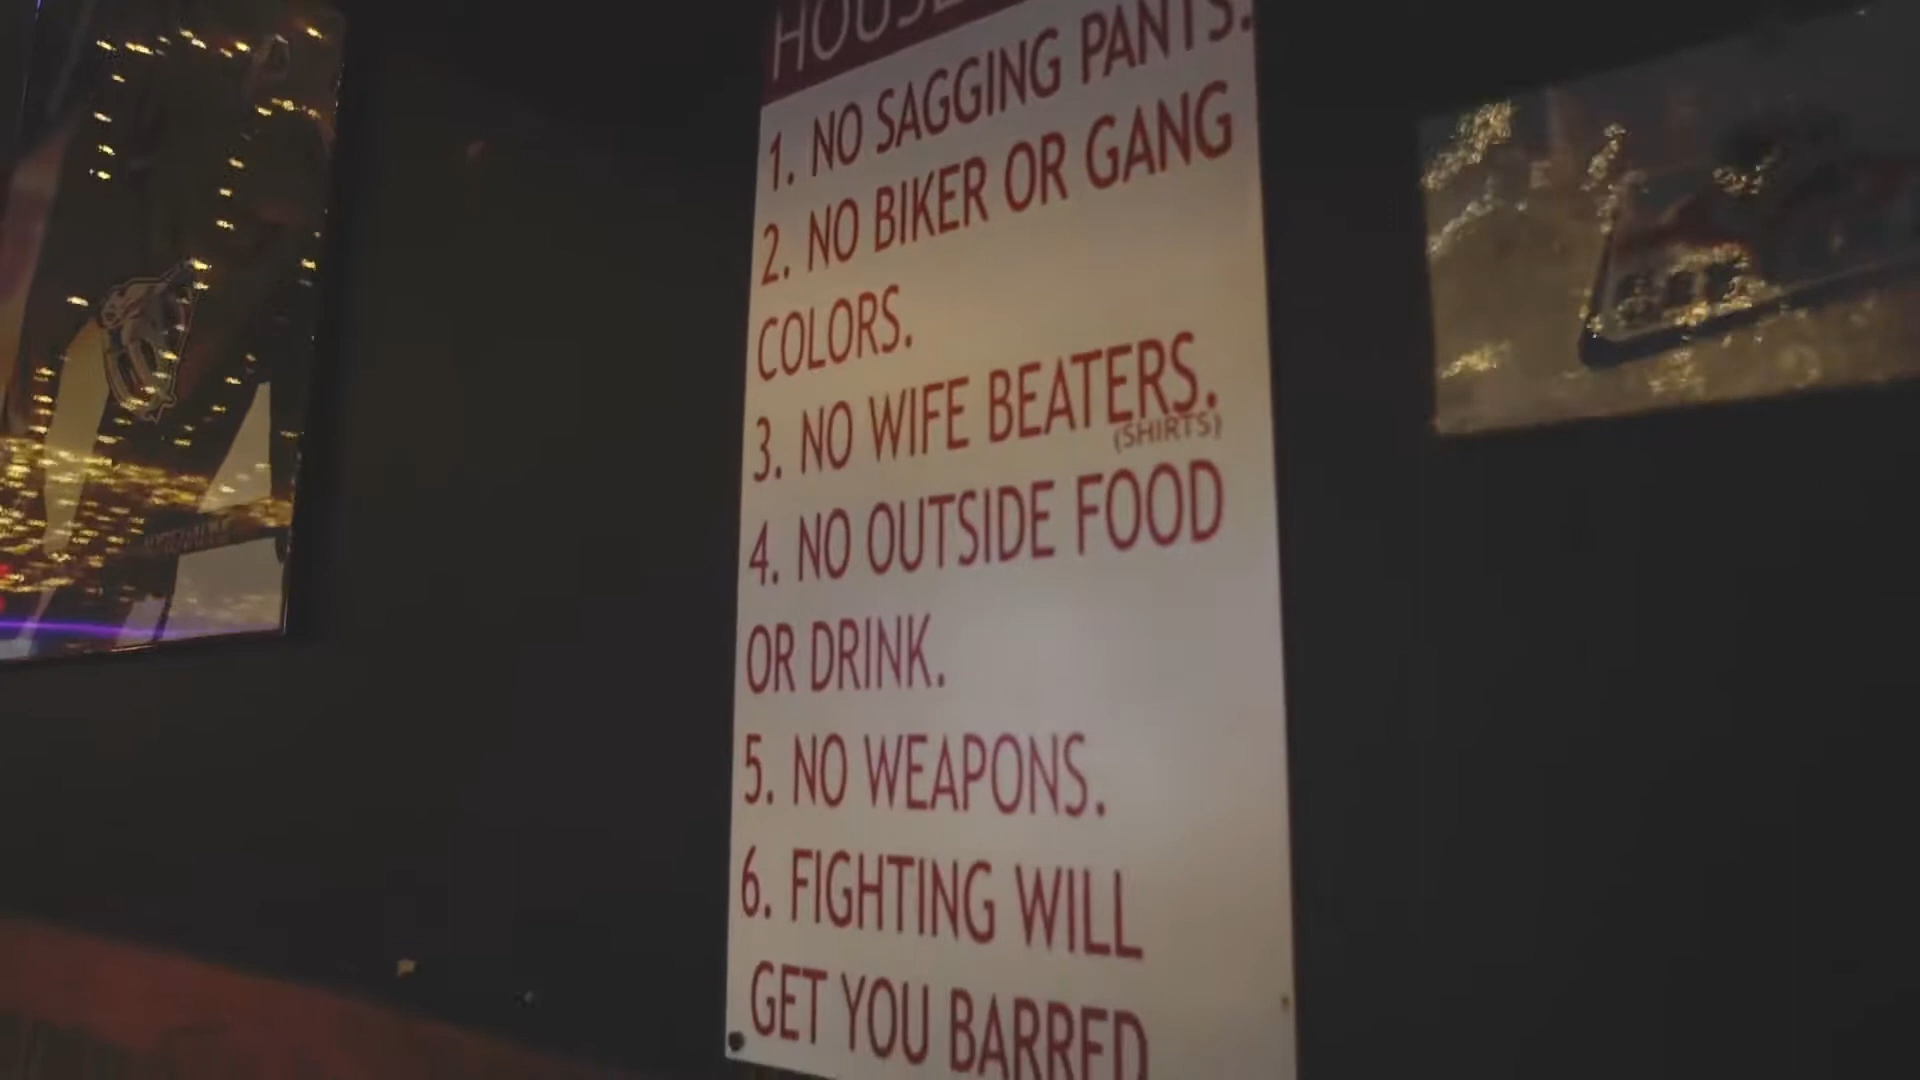 HOUSE
1. NO SAGGING PANTS.
2. NO BIKER OR GANG
COLORS.
3. NO WIFE BEATERS.
(SHIRTS)
4. NO OUTSIDE FOOD
OR DRINK.
5. NO WEAPONS.
6. FIGHTING WILL
GET YOU BARRED